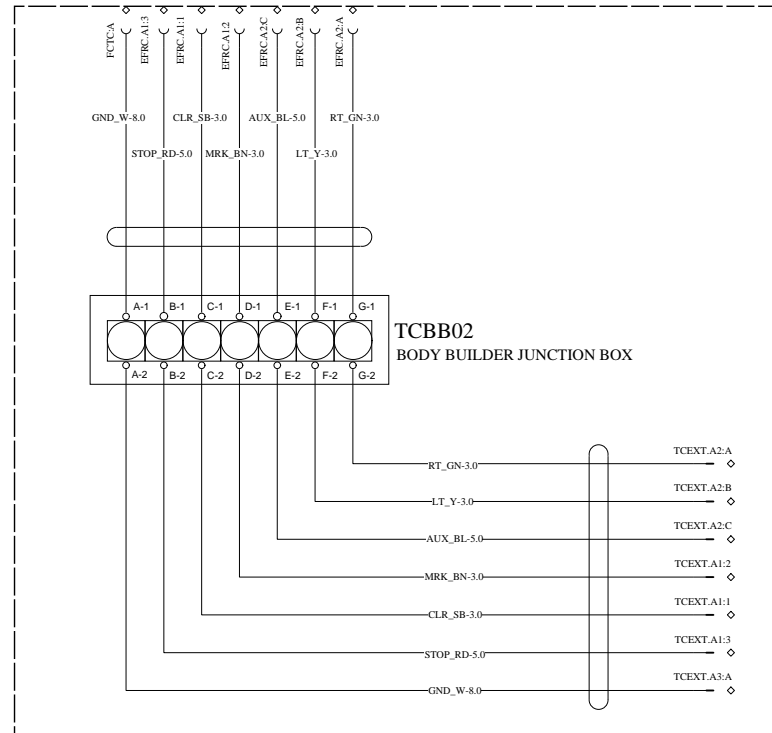 FCTC:A
EFRC.A1:3
EFRC.A1:1
EFRC.A1:2
EFRC.A2:C
EFRC.A2:B
EFRC.A2:A
GND_W-8.0
CLR_SB-3.0
AUX_BL-5.0
RT_GN-3.0
STOP_RD-5.0
MRK_BN-3.0
LT_Y-3.0
A-1
B-1
C-1
D-1
E-1
F-1
G-1
TCBB02
BODY BUILDER JUNCTION BOX
A-2
B-2
C-2
D-2
E-2
F-2
G-2
RT_GN-3.0
TCEXT.A2:A
LT_Y-3.0
TCEXT.A2:B
AUX_BL-5.0
TCEXT.A2:C
MRK_BN-3.0
TCEXT.A1:2
CLR_SB-3.0
TCEXT.A1:1
STOP_RD-5.0
TCEXT.A1:3
GND_W-8.0
TCEXT.A3:A